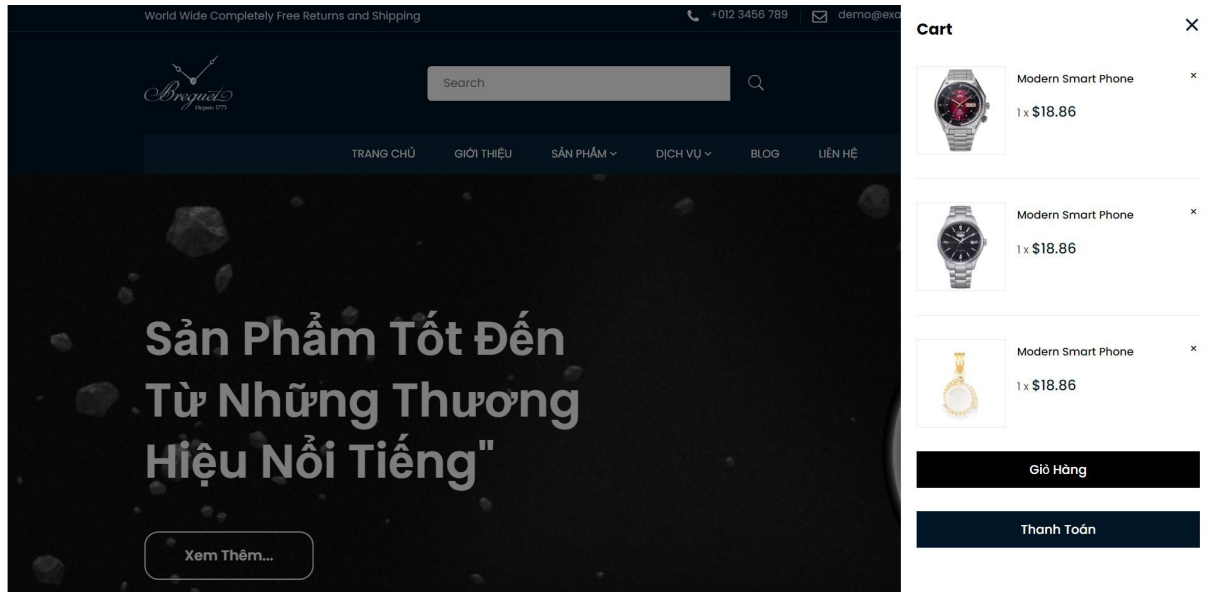 World Wide Completely Free Returns and Shipping
+012 3456 789
Breguet
Depuis 1775
Search
TRANG CHỦ GIỚI THIỆU SẢN PHẨM DỊCH VỤ BLOG LIÊN HỆ
Sản Phẩm Tốt Đến
Từ Những Thương
Hiệu Nổi Tiếng"
Xem Thêm...
Cart
Modern Smart Phone
1 x $18.86
Modern Smart Phone
1 x $18.86
Modern Smart Phone
1 x $18.86
Giỏ Hàng
Thanh Toán